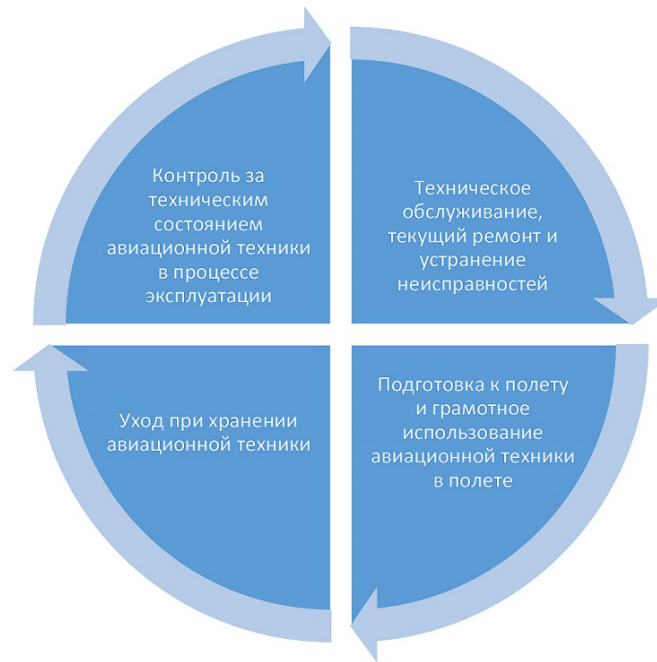 Контроль за
техническим
состоянием
авиационной техники
в процессе
эксплуатации
Техническое
обслуживание,
текущий ремонт и
устранение
неисправностей
Уход при хранении
авиационной техники
Подготовка к полету
и грамотное
использование
авиационной техники
в полете